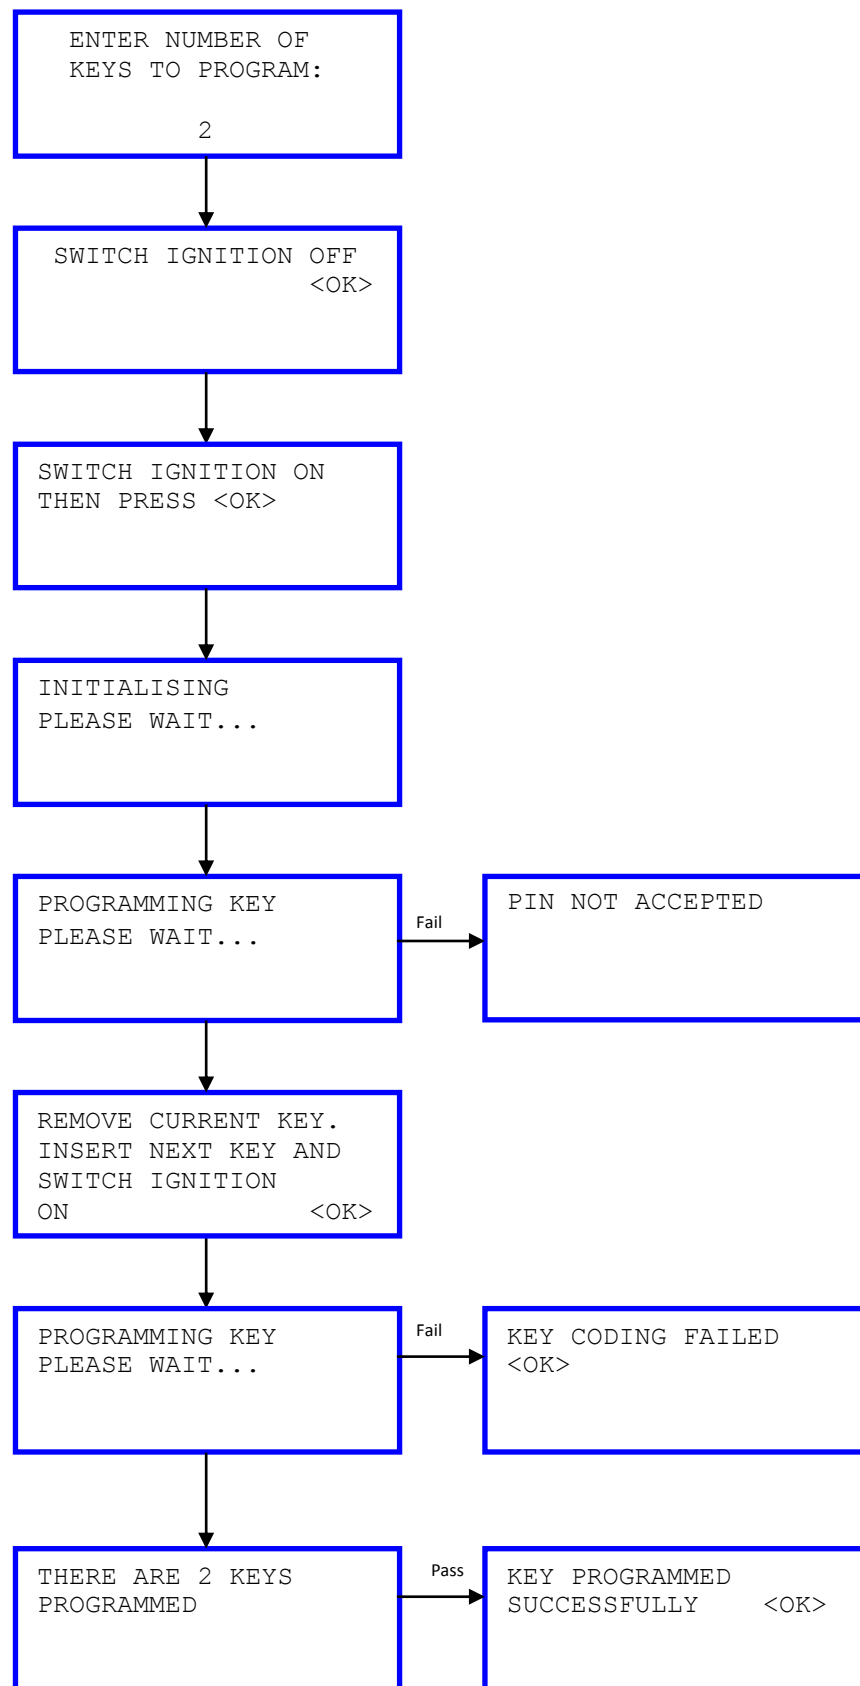 ENTER NUMBER OF
KEYS TO PROGRAM:
2
SWITCH IGNITION OFF
<OK>
SWITCH IGNITION ON
THEN PRESS <OK>
INITIALISING
PLEASE WAIT...
PROGRAMMING KEY
PLEASE WAIT...
Fail
PIN NOT ACCEPTED
REMOVE CURRENT KEY.
INSERT NEXT KEY AND
SWITCH IGNITION
ON <OK>
PROGRAMMING KEY
PLEASE WAIT...
Fail
KEY CODING FAILED
<OK>
THERE ARE 2 KEYS
PROGRAMMED
Pass
KEY PROGRAMMED
SUCCESSFULLY <OK>